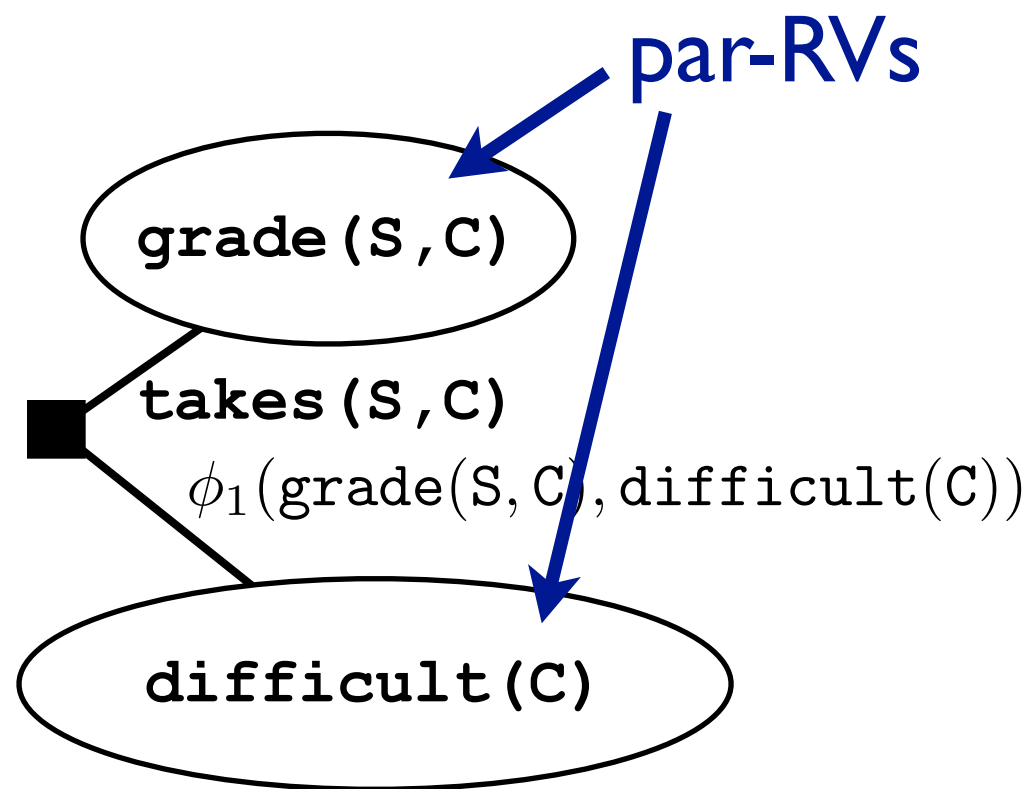 par-RVs
grade(S,C)
takes(S,C)
ϕ₁(grade(S, C), difficult(C))
difficult(C)